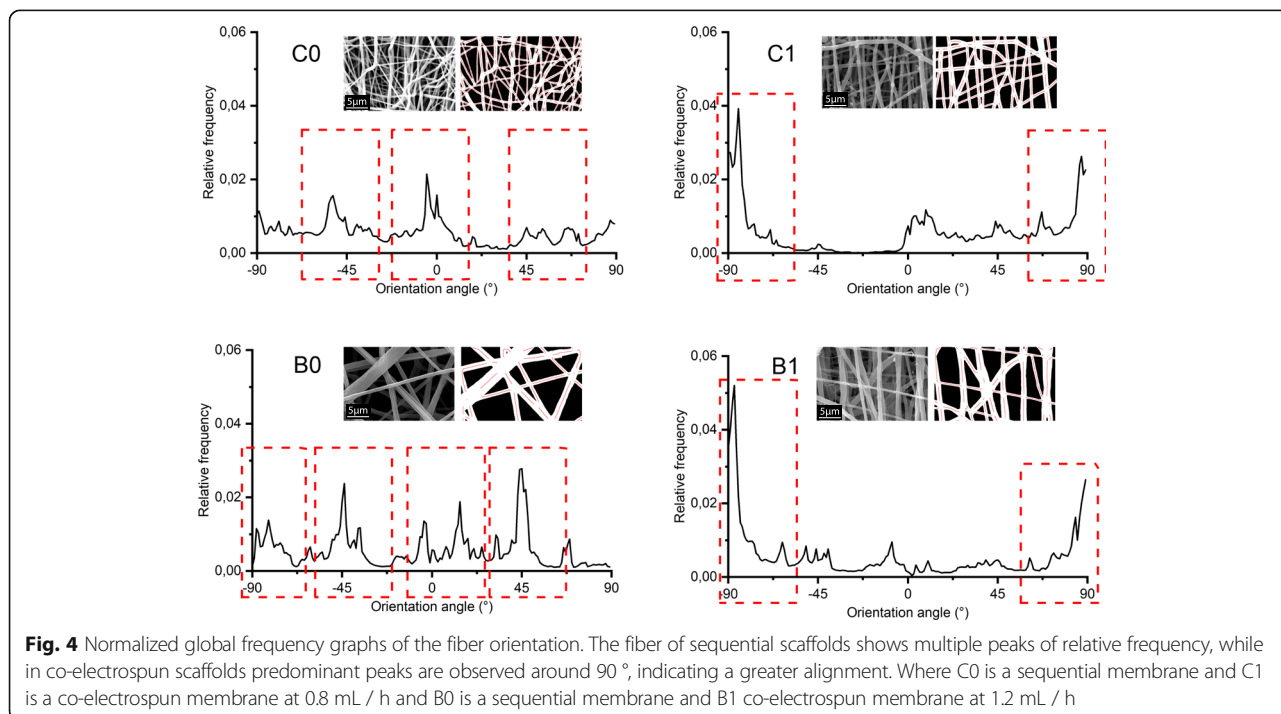 0,06
C0
5µm
0,04
Relative frequency
0,02
0,00
-90
-45
0
45
90
Orientation angle (°)
0,06
C1
5µm
0,04
Relative frequency
0,02
0,00
-90
-45
0
45
90
Orientation angle (°)
0,06
B0
5µm
0,04
Relative frequency
0,02
0,00
-90
-45
0
45
90
Orientation angle (°)
0,06
B1
5µm
0,04
Relative frequency
0,02
0,00
-90
-45
0
45
90
Orientation angle (°)
Fig. 4 Normalized global frequency graphs of the fiber orientation. The fiber of sequential scaffolds shows multiple peaks of relative frequency, while
in co-electrospun scaffolds predominant peaks are observed around 90 °, indicating a greater alignment. Where C0 is a sequential membrane and C1
is a co-electrospun membrane at 0.8 mL / h and B0 is a sequential membrane and B1 co-electrospun membrane at 1.2 mL / h